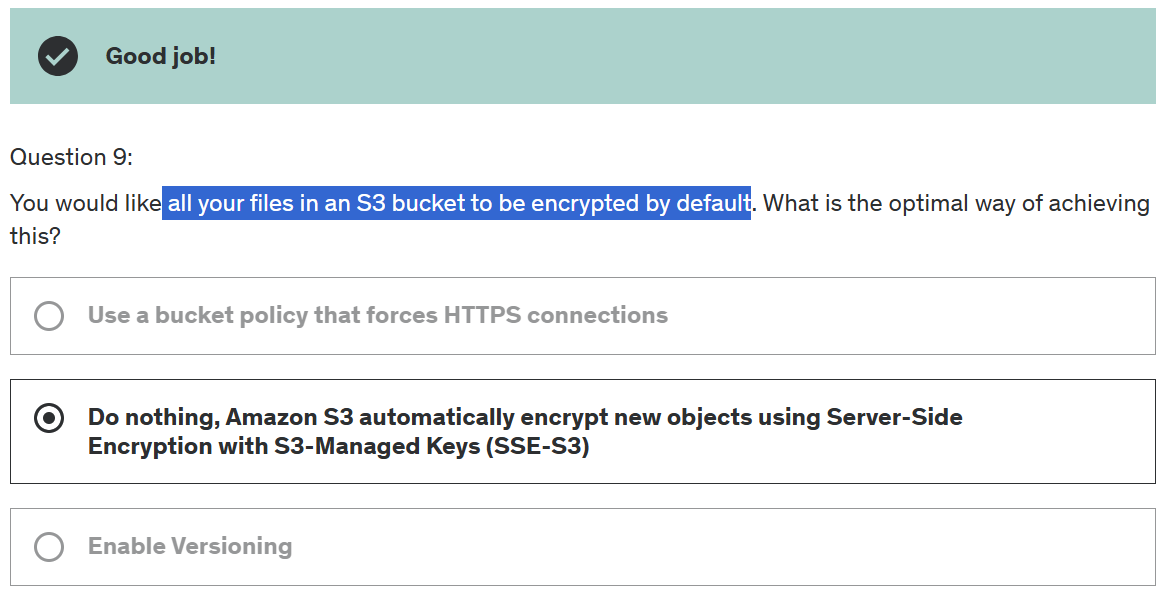 Good job!
Question 9:
You would like all your files in an S3 bucket to be encrypted by default. What is the optimal way of achieving
this?
Use a bucket policy that forces HTTPS connections
Do nothing, Amazon S3 automatically encrypt new objects using Server-Side
Encryption with S3-Managed Keys (SSE-S3)
Enable Versioning